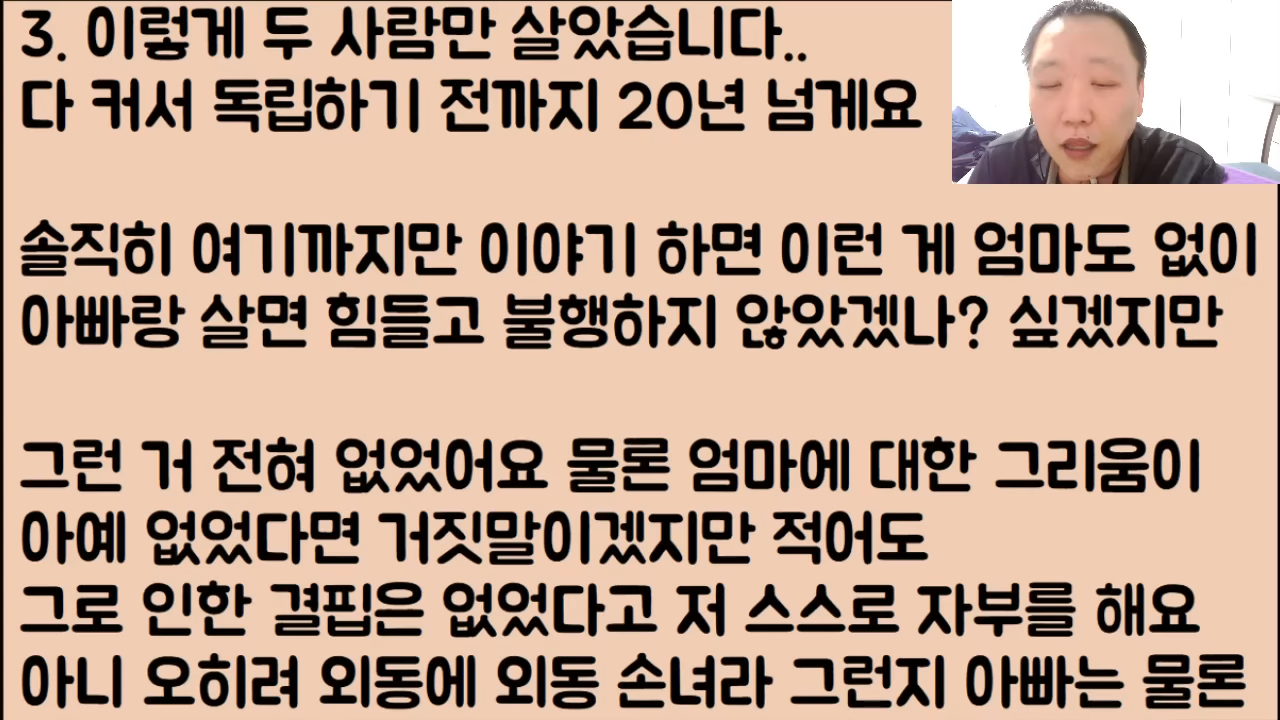 3. 이렇게 두 사람만 살았습니다..
다 커서 독립하기 전까지 20년 넘게요
솔직히 여기까지만 이야기 하면 이런 게 엄마도 없이
아빠랑 살면 힘들고 불행하지 않았겠나? 싶겠지만
그런 거 전혀 없었어요 물론 엄마에 대한 그리움이
아예 없었다면 거짓말이겠지만 적어도
그로 인한 결핍은 없었다고 저 스스로 자부를 해요
아니 오히려 외동에 외동 손녀라 그런지 아빠는 물론